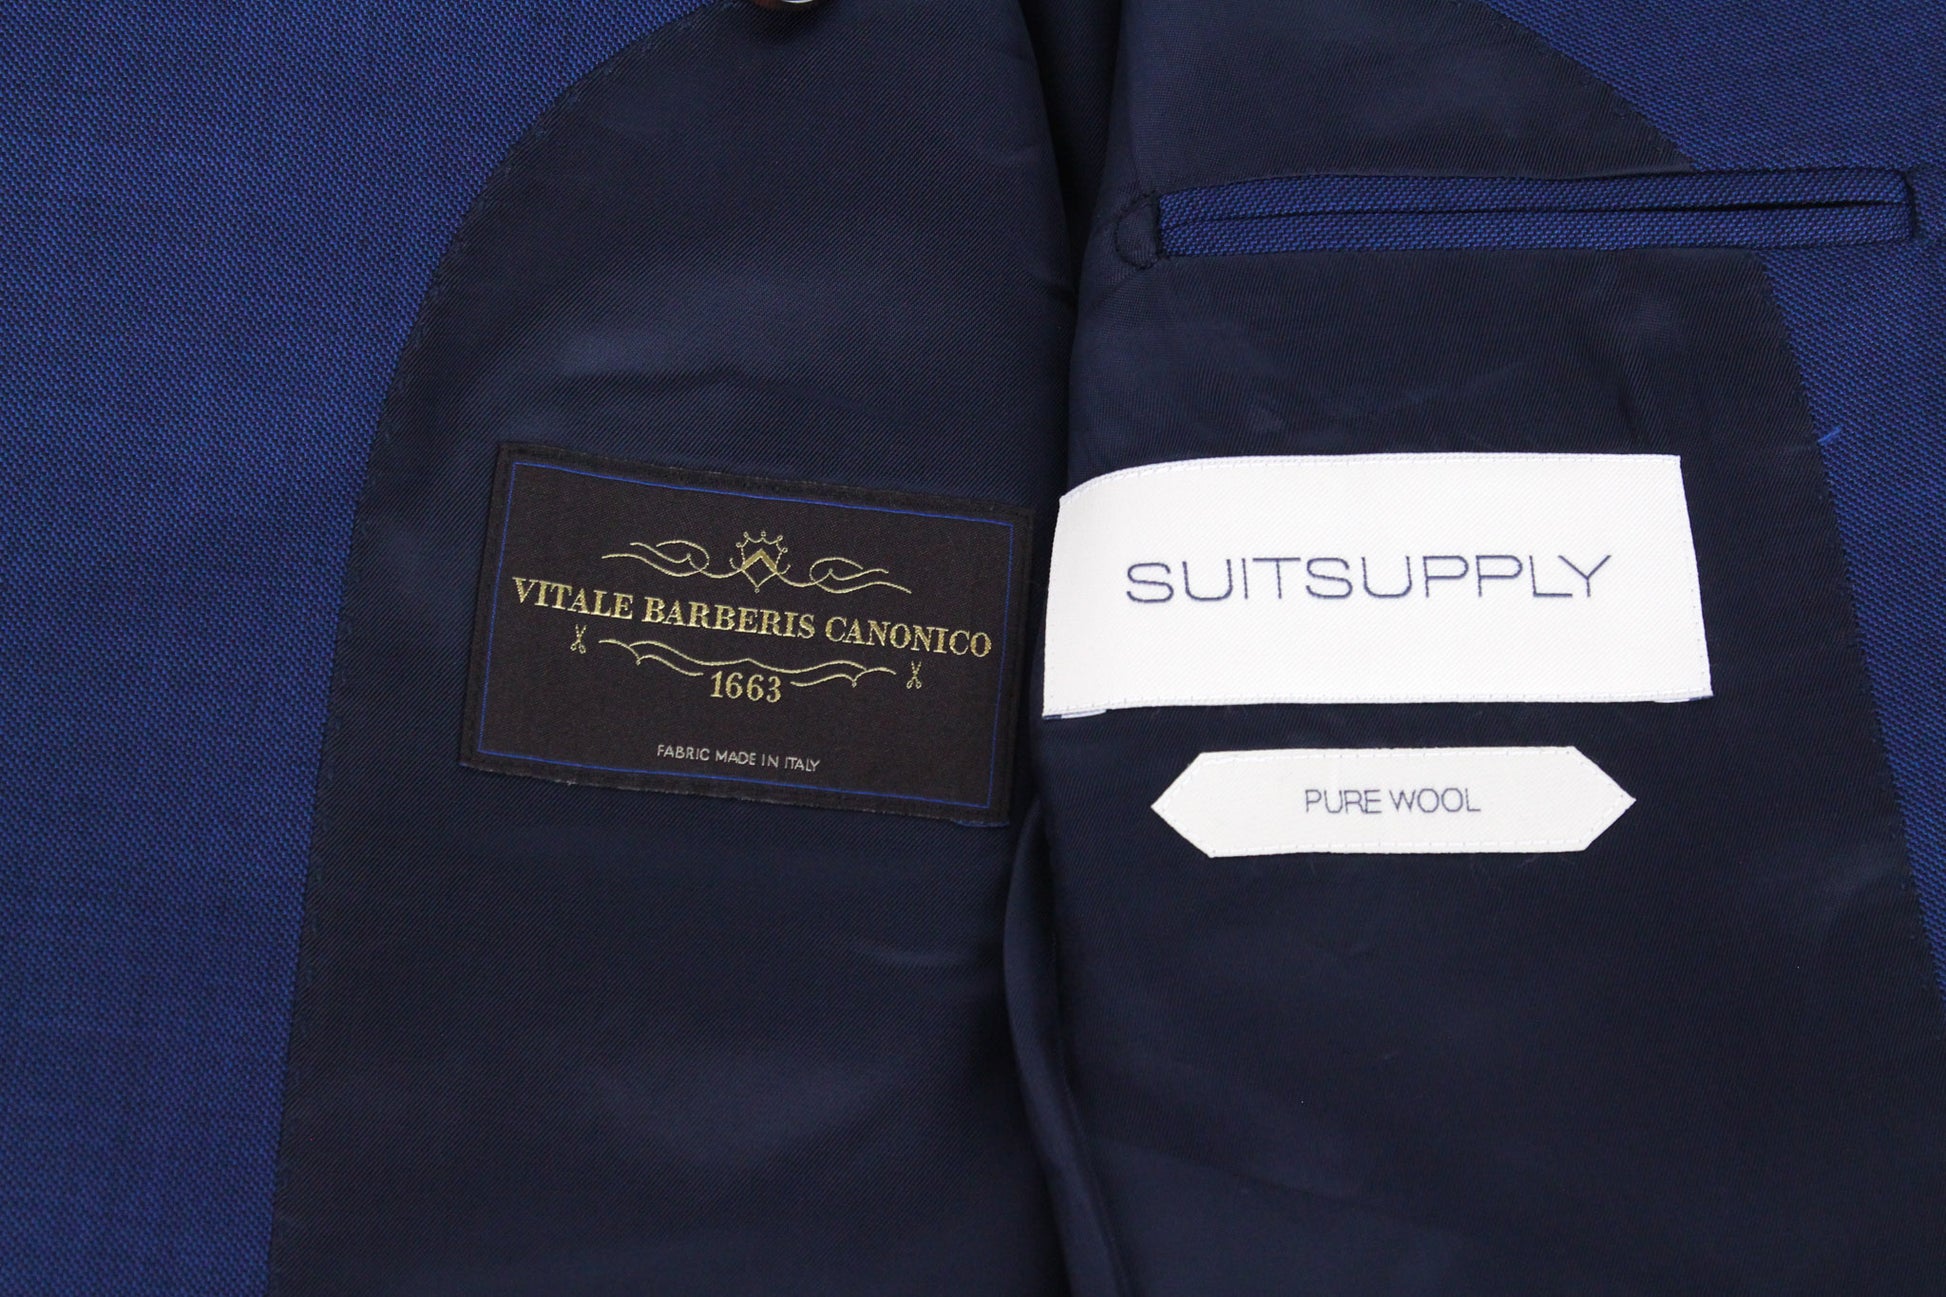 VITALE BARBERIS CANONICO
1663
FABRIC MADE IN ITALY
SUITSUPPLY
PURE WOOL